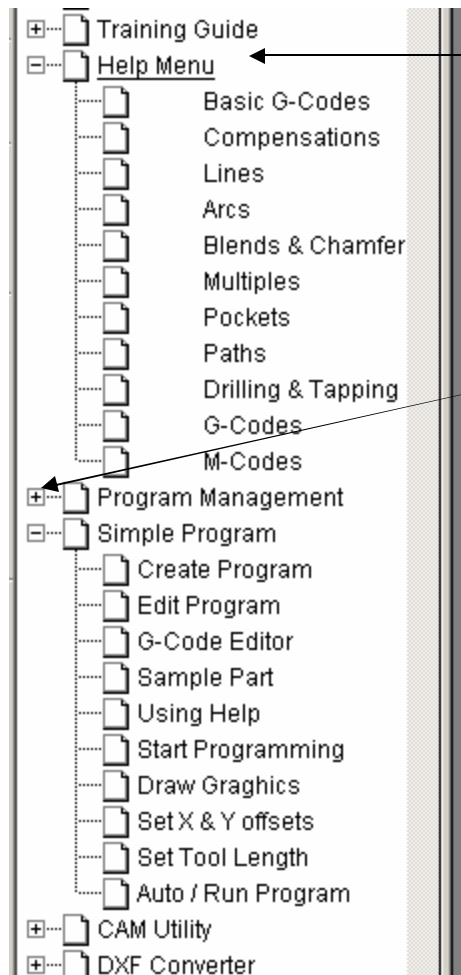 Training Guide
Help Menu
Basic G-Codes
Compensations
Lines
Arcs
Blends & Chamfer
Multiples
Pockets
Paths
Drilling & Tapping
G-Codes
M-Codes
Program Management
Simple Program
Create Program
Edit Program
G-Code Editor
Sample Part
Using Help
Start Programming
Draw Graghics
Set X & Y offsets
Set Tool Length
Auto / Run Program
CAM Utility
DXF Converter